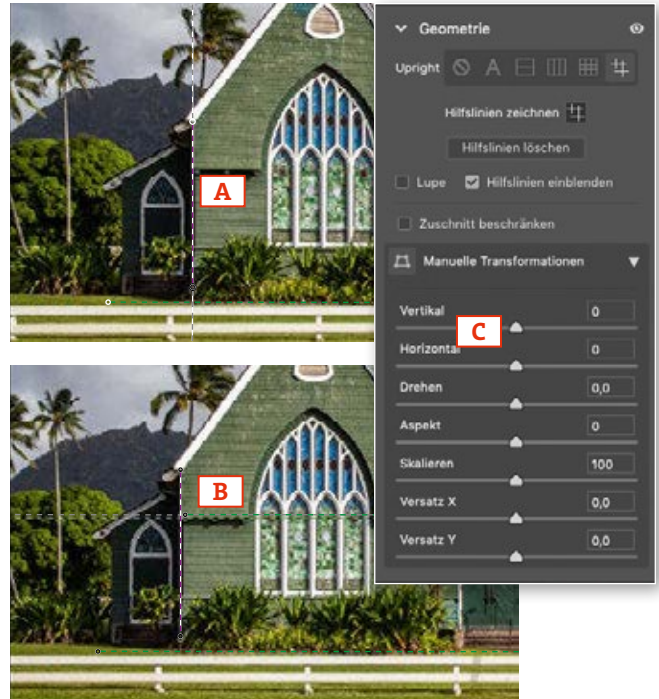 A
B
Geometrie
Upright A
Hilfslinien zeichnen
Hilfslinien löschen
Lupe Hilfslinien einblenden
Zuschnitt beschränken
Manuelle Transformationen
Vertikal 0
C
Horizontal 0
Drehen 0,0
Aspekt 0
Skalieren 100
Versatz X 0,0
Versatz Y 0,0